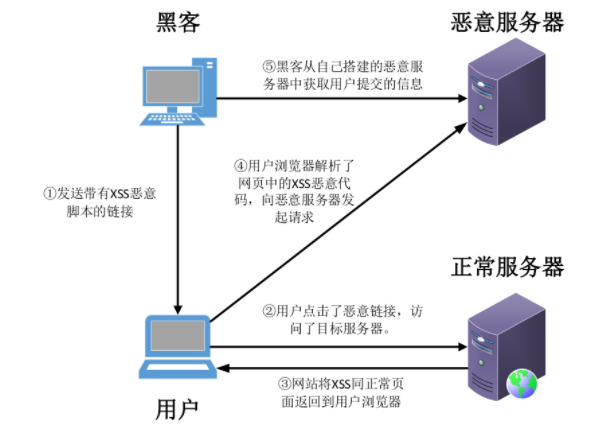 黑客
恶意服务器
⑤黑客从自己搭建的恶意服
务器中获取用户提交的信息
④用户浏览器解析了
网页中的XSS恶意代
码，向恶意服务器发
起请求
①发送带有XSS恶意
脚本的链接
正常服务器
②用户点击了恶意链接，访
问了目标服务器。
③网站将XSS同正常页
面返回到用户浏览器
用户